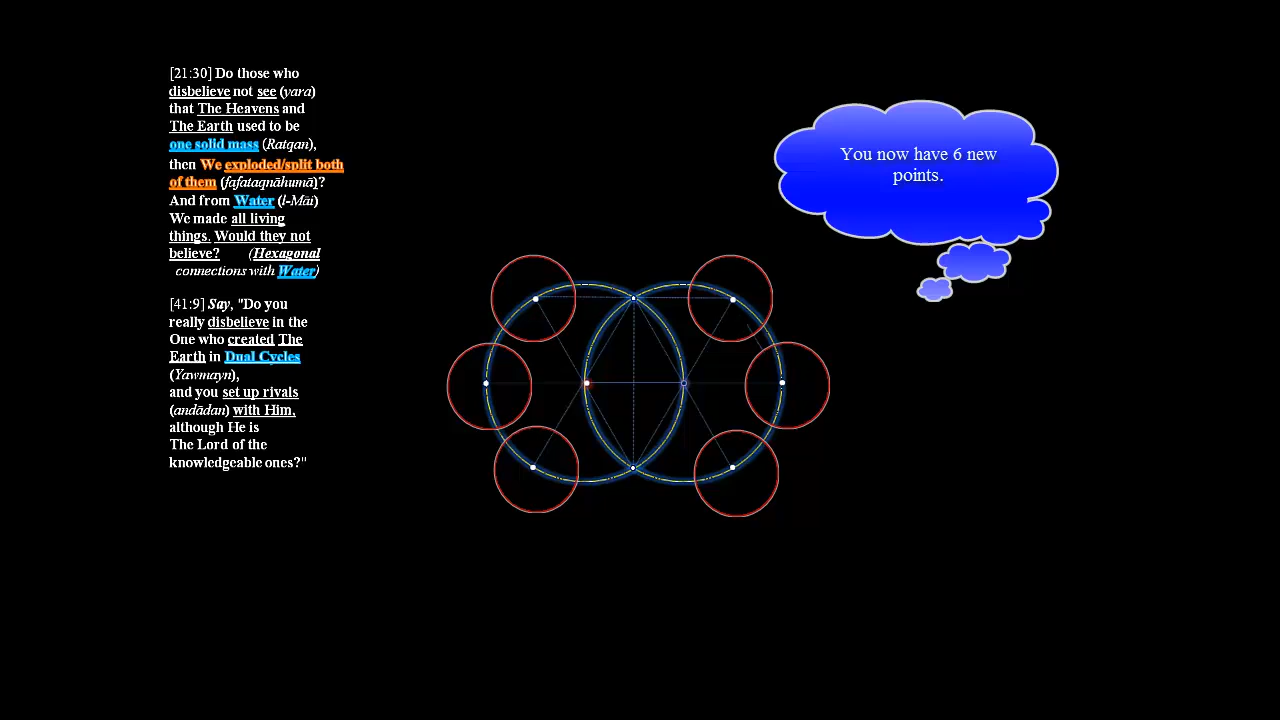 [21:30] Do those who
disbelieve not see (yara)
that The Heavens and
The Earth used to be
one solid mass (Ratqan),
then We exploded/split both
of them (fafataqnāhumā)?
And from Water (l-Māi)
We made all living
things. Would they not
believe? (Hexagonal
connections with Water)
[41:9] Say, "Do you
really disbelieve in the
One who created The
Earth in Dual Cycles
(Yawmayn),
and you set up rivals
(andādan) with Him,
although He is
The Lord of the
knowledgeable ones?"
You now have 6 new
points.